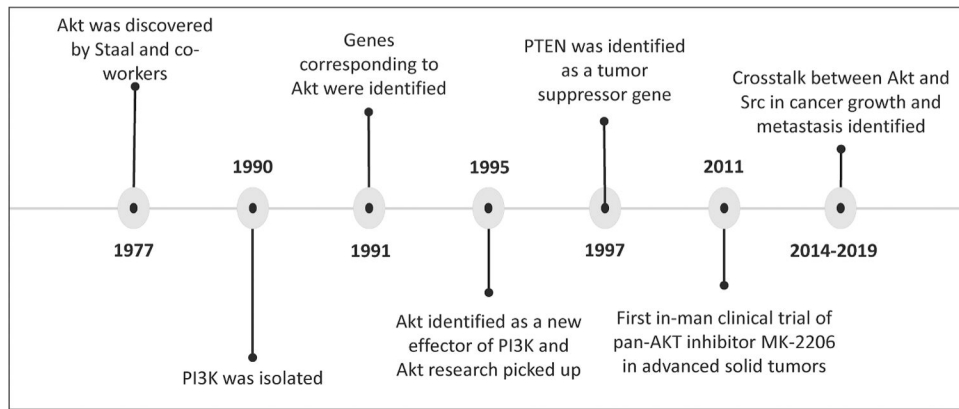 Akt was discovered
by Staal and co-
workers
1977
1990
PI3K was isolated
Genes
corresponding to
Akt were identified
1991
1995
Akt identified as a new
effector of PI3K and
Akt research picked up
PTEN was identified
as a tumor
suppressor gene
1997
2011
First in-man clinical trial of
pan-AKT inhibitor MK-2206
in advanced solid tumors
Crosstalk between Akt and
Src in cancer growth and
metastasis identified
2014-2019